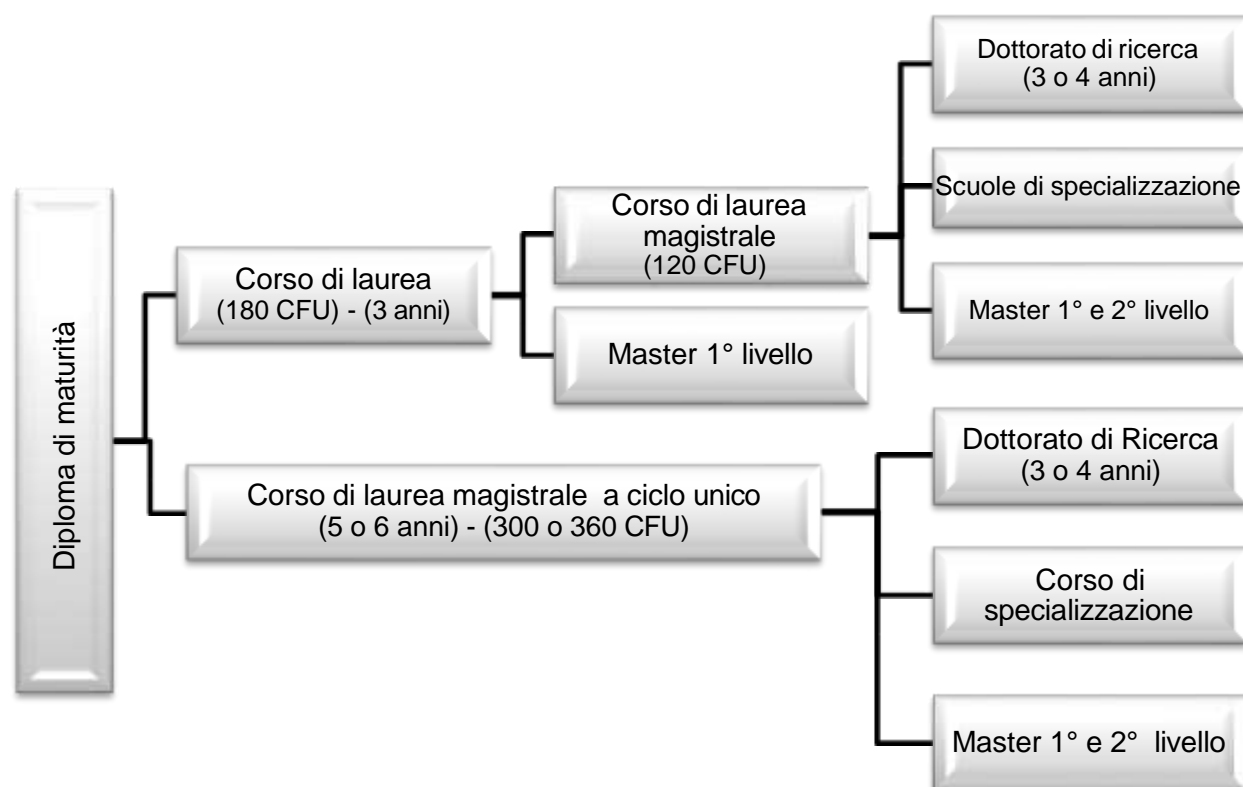 Diploma di maturità
Corso di laurea
(180 CFU) - (3 anni)
Corso di laurea
magistrale
(120 CFU)
Master 1° livello
Dottorato di ricerca
(3 o 4 anni)
Scuole di specializzazione
Master 1° e 2° livello
Corso di laurea magistrale a ciclo unico
(5 o 6 anni) - (300 o 360 CFU)
Dottorato di Ricerca
(3 o 4 anni)
Corso di
specializzazione
Master 1° e 2° livello